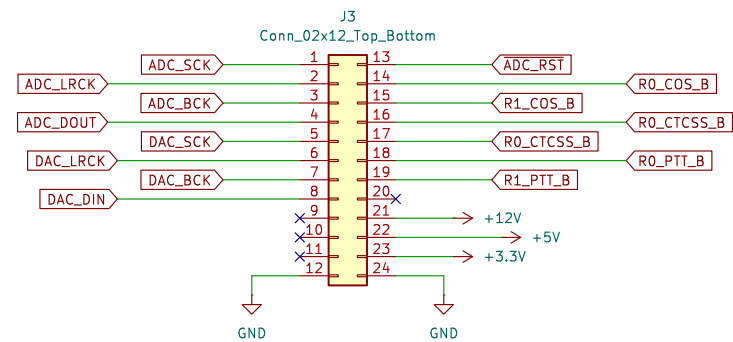 J3
Conn_02x12_Top_Bottom
ADC_SCK 1 13 ADC_RST
ADC_LRCK 2 14 R0_COS_B
ADC_BCK 3 15 R1_COS_B
ADC_DOUT 4 16 R0_CTCSS_B
DAC_SCK 5 17 R0_CTCSS_B
DAC_LRCK 6 18 R0_PTT_B
DAC_BCK 7 19 R1_PTT_B
DAC_DIN 8 20
9 21 +12V
10 22 +5V
11 23 +3.3V
12 24
GND GND